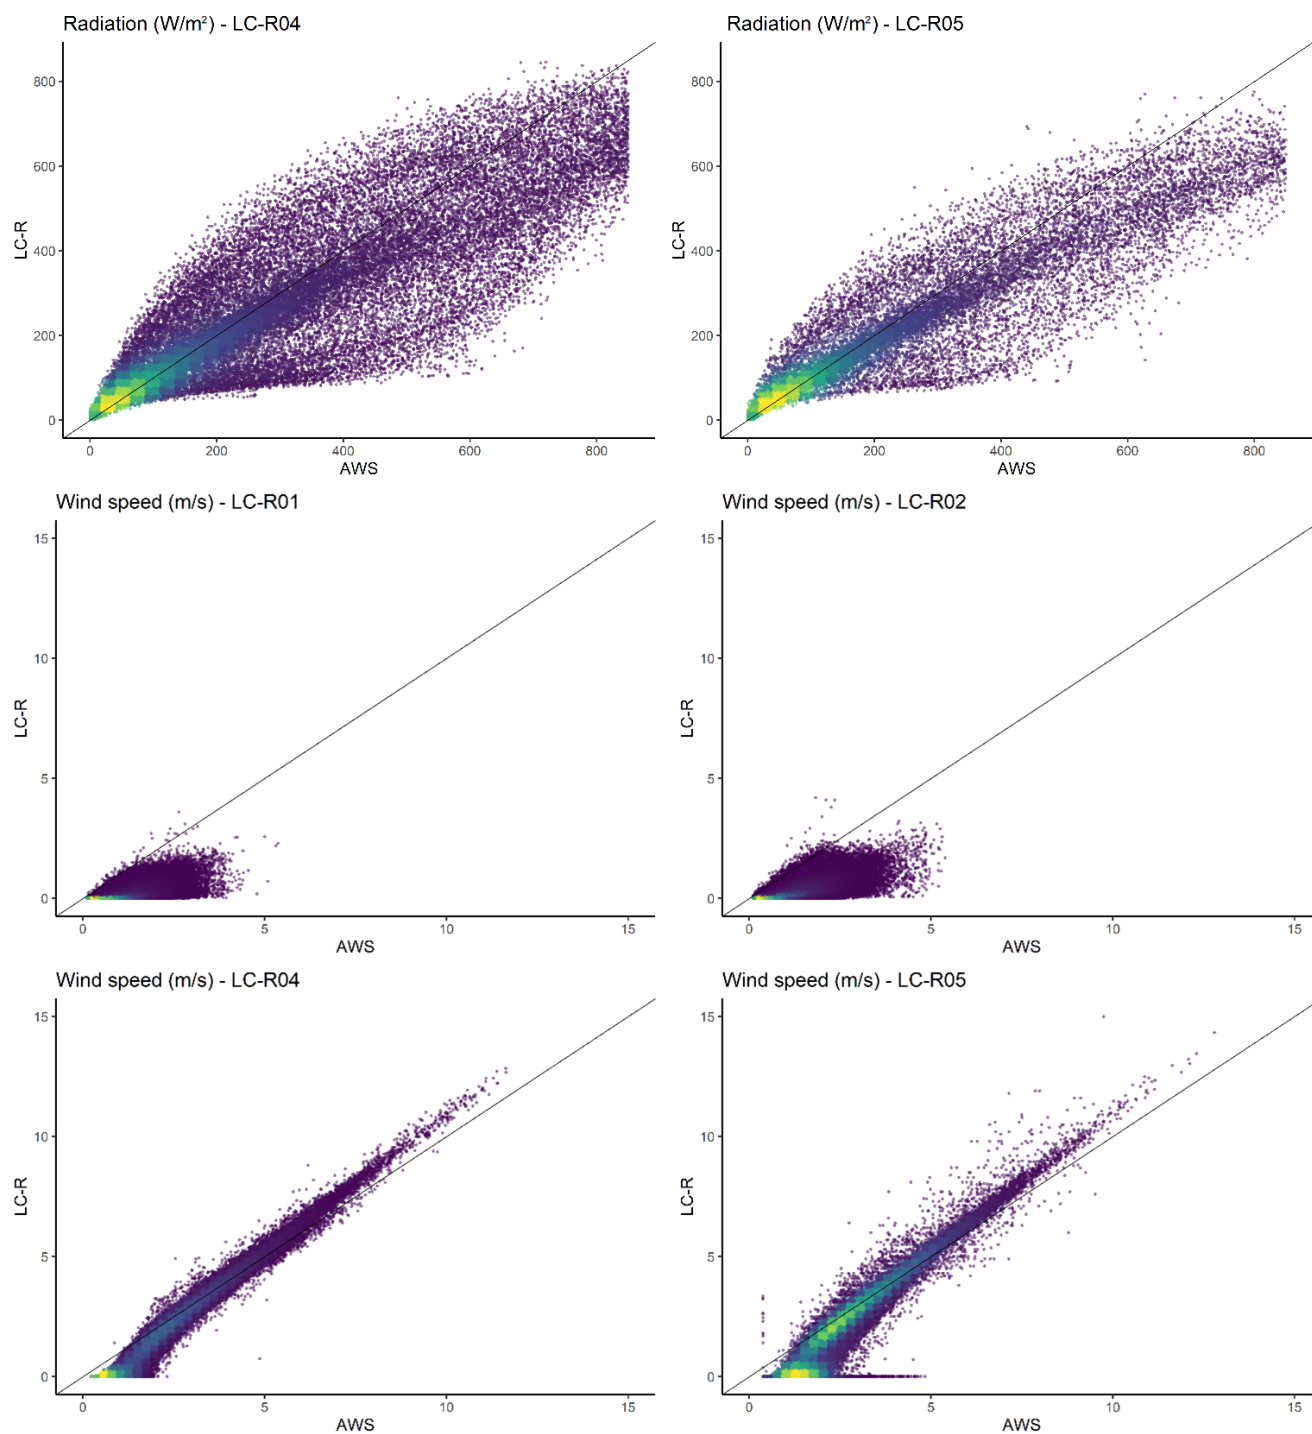 Radiation (W/m²) - LC-R04
800
600
400
200
0
LC-R
0 200 400 600 800
AWS
Radiation (W/m²) - LC-R05
800
600
400
200
0
LC-R
0 200 400 600 800
AWS
Wind speed (m/s) - LC-R01
15
10
5
0
LC-R
0 5 10 15
AWS
Wind speed (m/s) - LC-R02
15
10
5
0
LC-R
0 5 10 15
AWS
Wind speed (m/s) - LC-R04
15
10
5
0
LC-R
0 5 10 15
AWS
Wind speed (m/s) - LC-R05
15
10
5
0
LC-R
0 5 10 15
AWS